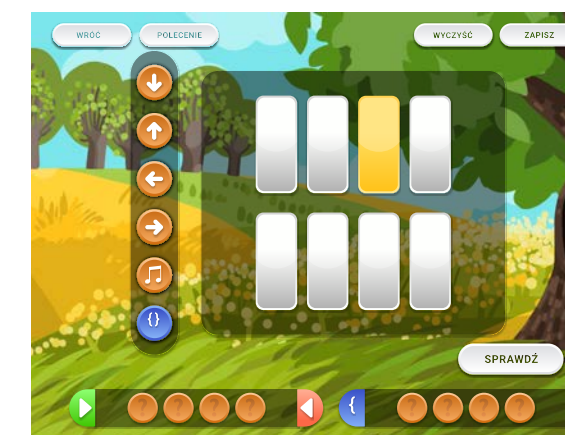 WRÓĆ
POLECENIE
WYCZYŚĆ
ZAPISZ
{}
SPRAWDŹ
? ? ? ?
{
? ? ? ?